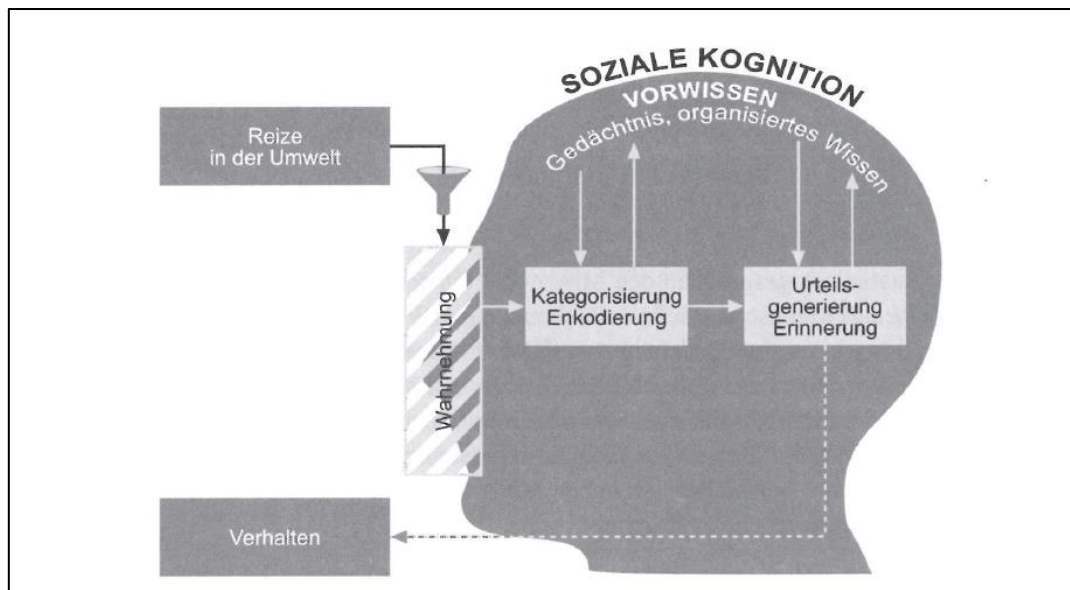 SOZIALE KOGNITION
VORWISSEN
Gedächtnis, organisiertes Wissen
Reize
in der Umwelt
Wahrnehmung
Kategorisierung
Enkodierung
Urteils-
generierung
Erinnerung
Verhalten